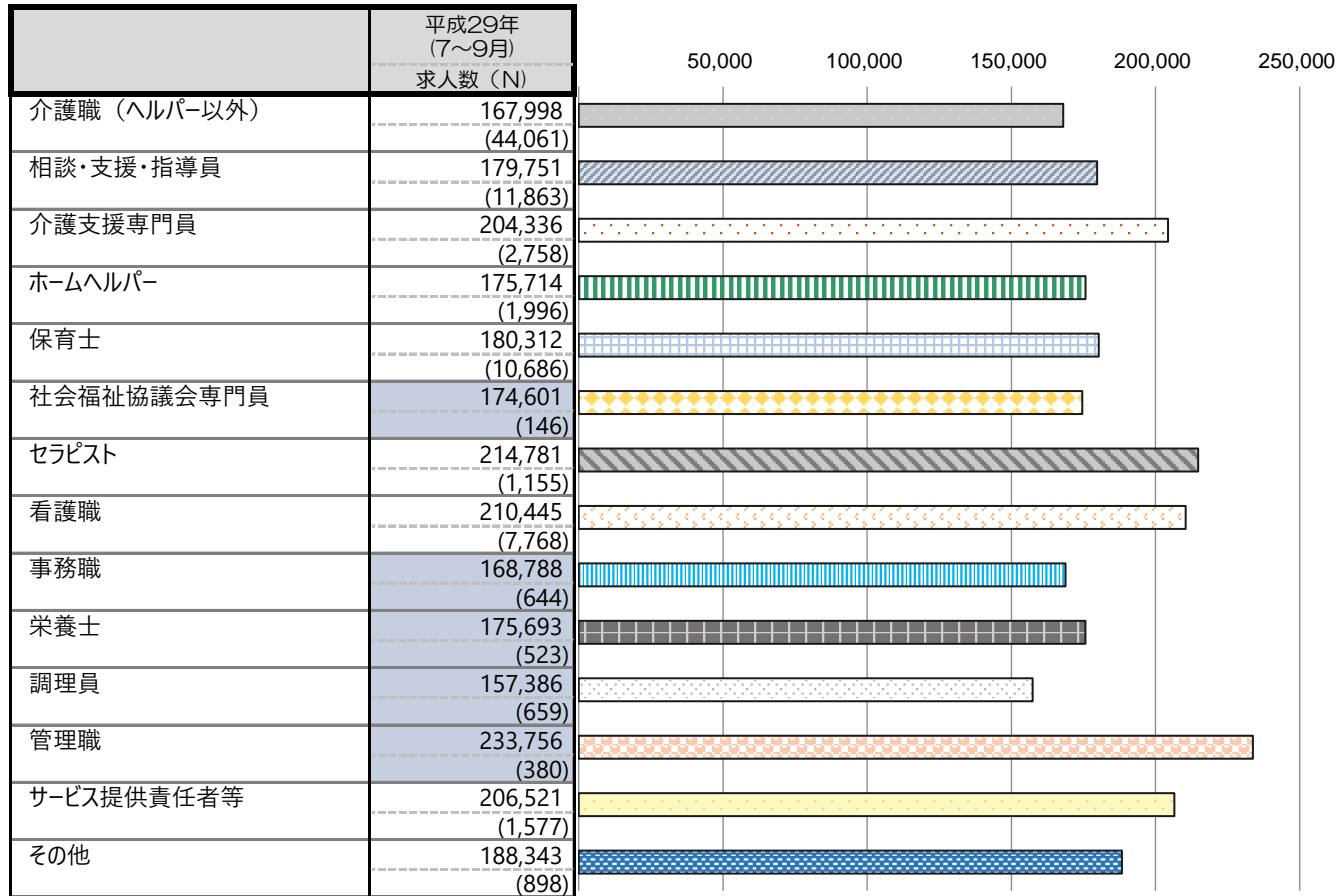 平成29年
(7～9月)
求人数（N）
50,000 100,000 150,000 200,000 250,000
介護職（ヘルパー以外） 167,998
(44,061)
相談・支援・指導員 179,751
(11,863)
介護支援専門員 204,336
(2,758)
ホームヘルパー 175,714
(1,996)
保育士 180,312
(10,686)
社会福祉協議会専門員 174,601
(146)
セラピスト 214,781
(1,155)
看護職 210,445
(7,768)
事務職 168,788
(644)
栄養士 175,693
(523)
調理員 157,386
(659)
管理職 233,756
(380)
サービス提供責任者等 206,521
(1,577)
その他 188,343
(898)